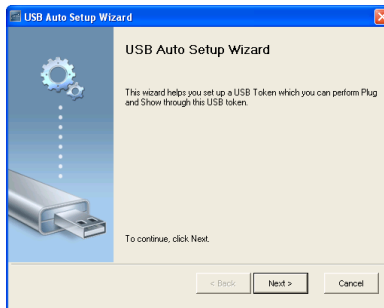 USB Auto Setup Wizard
USB Auto Setup Wizard
This wizard helps you set up a USB Token which you can perform Plug
and Show through this USB token.
To continue, click Next.
< Back
Next >
Cancel